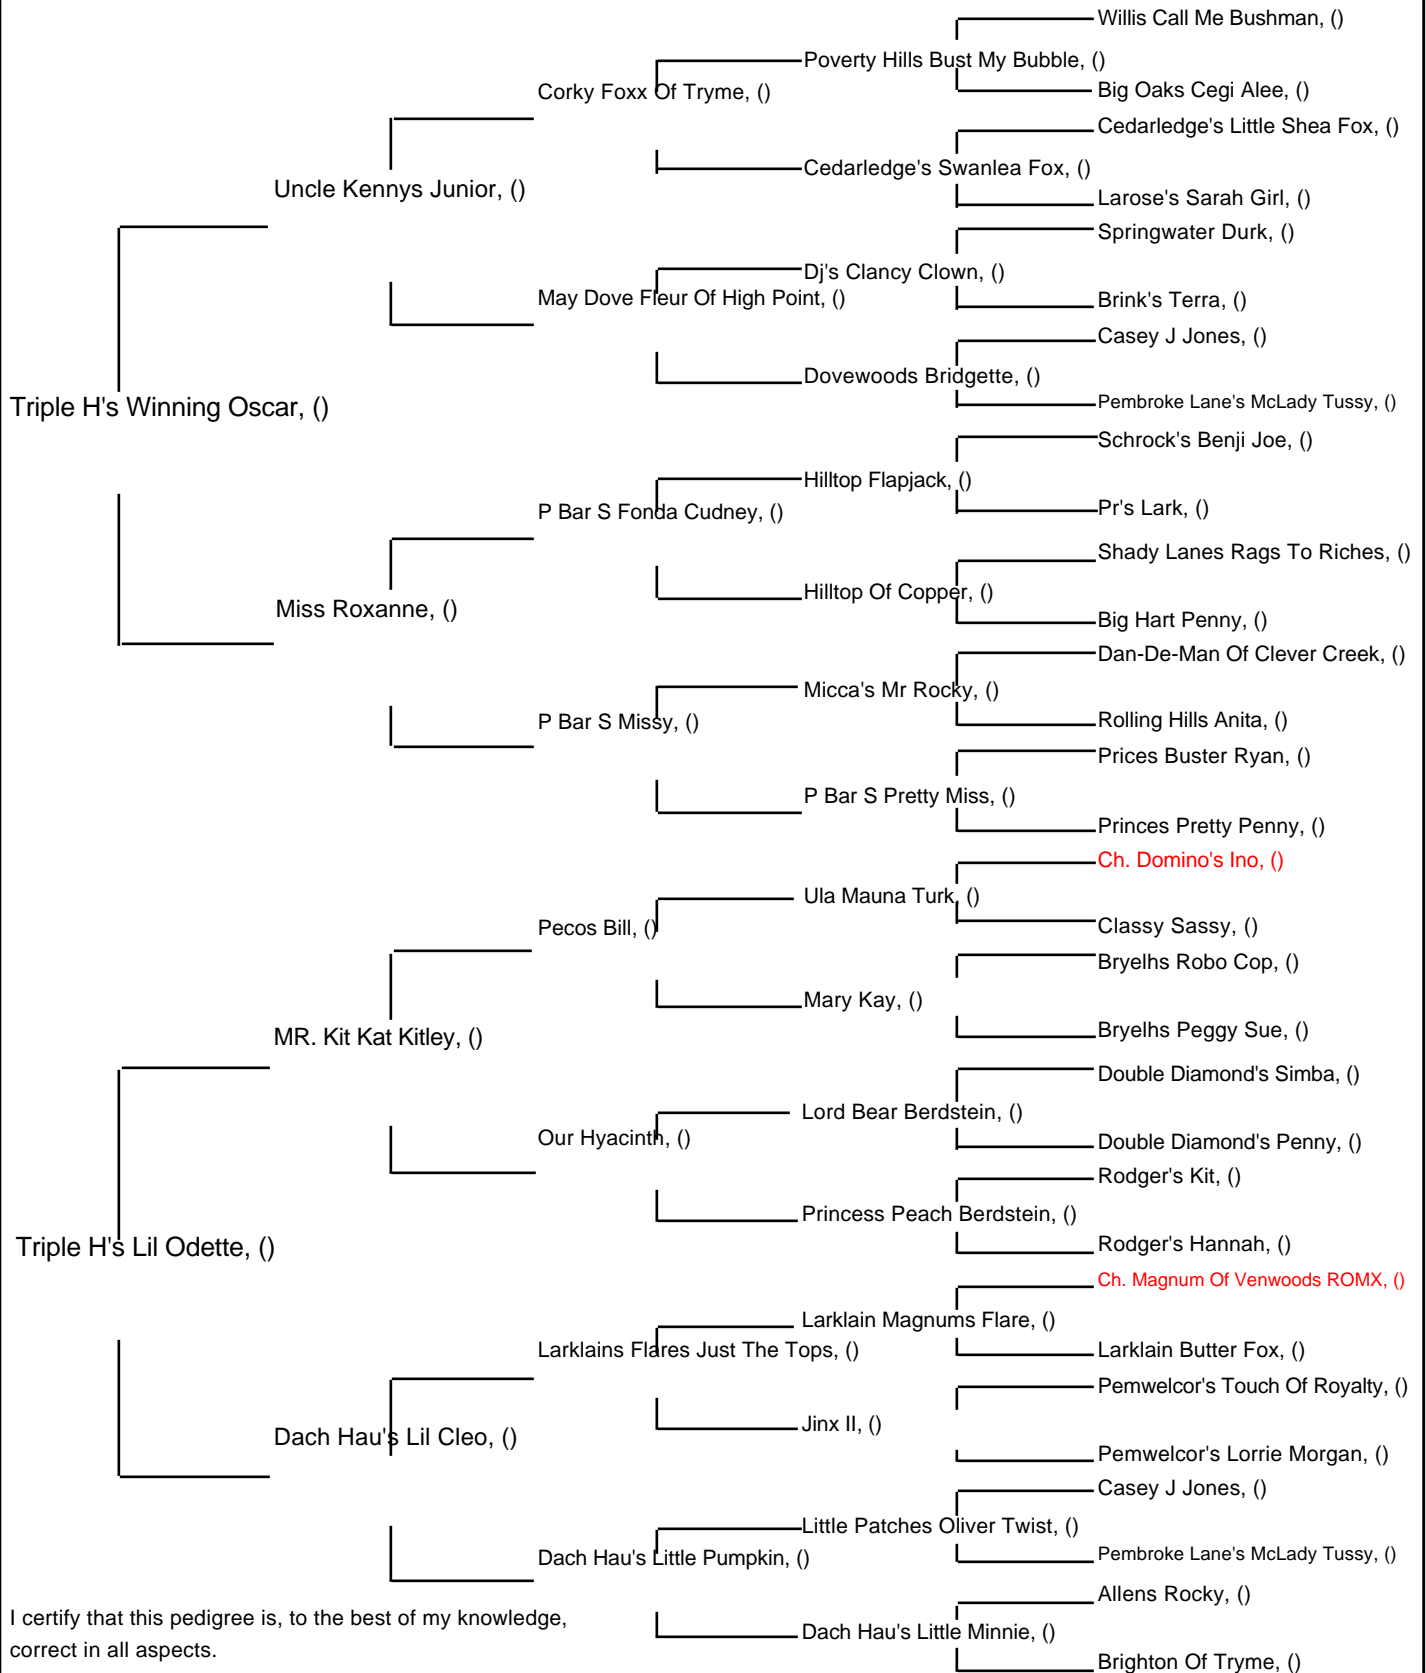 Willis Call Me Bushman, ()
Poverty Hills Bust My Bubble, ()
Corky Foxx Of Tryme, ()
Big Oaks Cegi Alee, ()
Cedarledge's Little Shea Fox, ()
Cedarledge's Swanlea Fox, ()
Uncle Kennys Junior, ()
Larose's Sarah Girl, ()
Springwater Durk, ()
Dj's Clancy Clown, ()
May Dove Fleur Of High Point, ()
Brink's Terra, ()
Casey J Jones, ()
Dovewoods Bridgette, ()
Triple H's Winning Oscar, ()
Pembroke Lane's McLady Tussy, ()
Schrock's Benji Joe, ()
Hilltop Flapjack, ()
P Bar S Fonda Cudney, ()
Pr's Lark, ()
Shady Lanes Rags To Riches, ()
Hilltop Of Copper, ()
Miss Roxanne, ()
Big Hart Penny, ()
Dan-De-Man Of Clever Creek, ()
Micca's Mr Rocky, ()
P Bar S Missy, ()
Rolling Hills Anita, ()
Prices Buster Ryan, ()
P Bar S Pretty Miss, ()
Princes Pretty Penny, ()
Ch. Domino's Ino, ()
Ula Mauna Turk, ()
Pecos Bill, ()
Classy Sassy, ()
Bryelhs Robo Cop, ()
Mary Kay, ()
MR. Kit Kat Kitley, ()
Bryelhs Peggy Sue, ()
Double Diamond's Simba, ()
Lord Bear Berdstein, ()
Our Hyacinth, ()
Double Diamond's Penny, ()
Rodger's Kit, ()
Princess Peach Berdstein, ()
Triple H's Lil Odette, ()
Rodger's Hannah, ()
Ch. Magnum Of Venwoods ROMX, ()
Larklain Magnums Flare, ()
Larklains Flares Just The Tops, ()
Larklain Butter Fox, ()
Pemwelcor's Touch Of Royalty, ()
Jinx II, ()
Dach Hau's Lil Cleo, ()
Pemwelcor's Lorrie Morgan, ()
Casey J Jones, ()
Little Patches Oliver Twist, ()
Dach Hau's Little Pumpkin, ()
Pembroke Lane's McLady Tussy, ()
Allens Rocky, ()
Dach Hau's Little Minnie, ()
Brighton Of Tryme, ()
I certify that this pedigree is, to the best of my knowledge,
correct in all aspects.